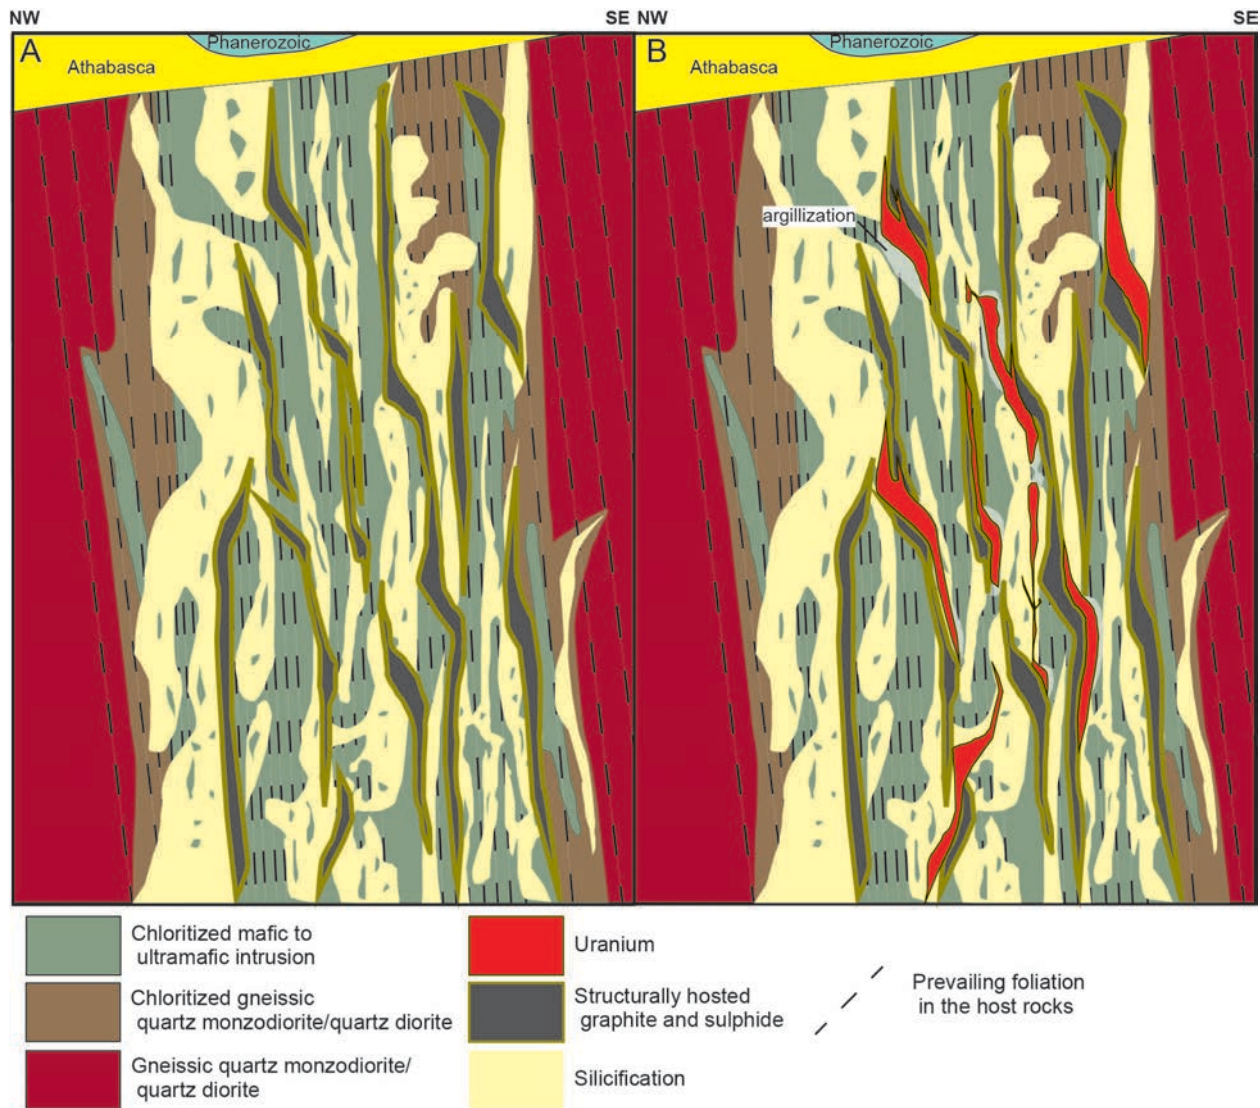 NW SE NW SE
A Phanerozoic
Athabasca
B Phanerozoic
Athabasca
argillization
Chloritized mafic to
ultramafic intrusion
Chloritized gneissic
quartz monzodiorite/quartz diorite
Gneissic quartz monzodiorite/
quartz diorite
Uranium
Structurally hosted
graphite and sulphide
Silicification
Prevailing foliation
in the host rocks